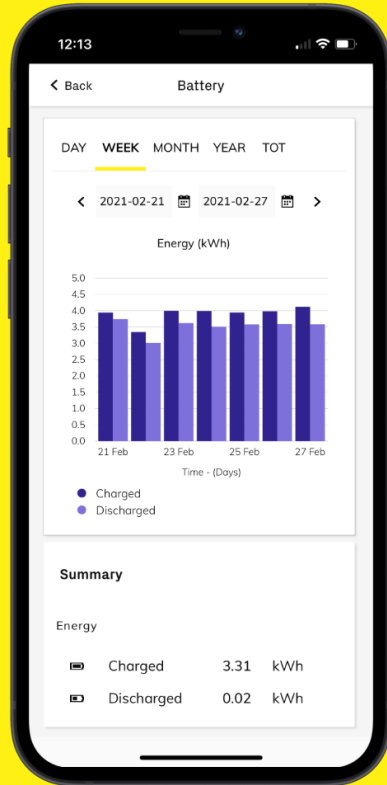 12:13
Back Battery
DAY WEEK MONTH YEAR TOT
2021-02-21 2021-02-27
Energy (kWh)
5.0
4.5
4.0
3.5
3.0
2.5
2.0
1.5
1.0
0.5
0.0
21 Feb 23 Feb 25 Feb 27 Feb
Time - (Days)
Charged
Discharged
Summary
Energy
Charged 3.31 kWh
Discharged 0.02 kWh